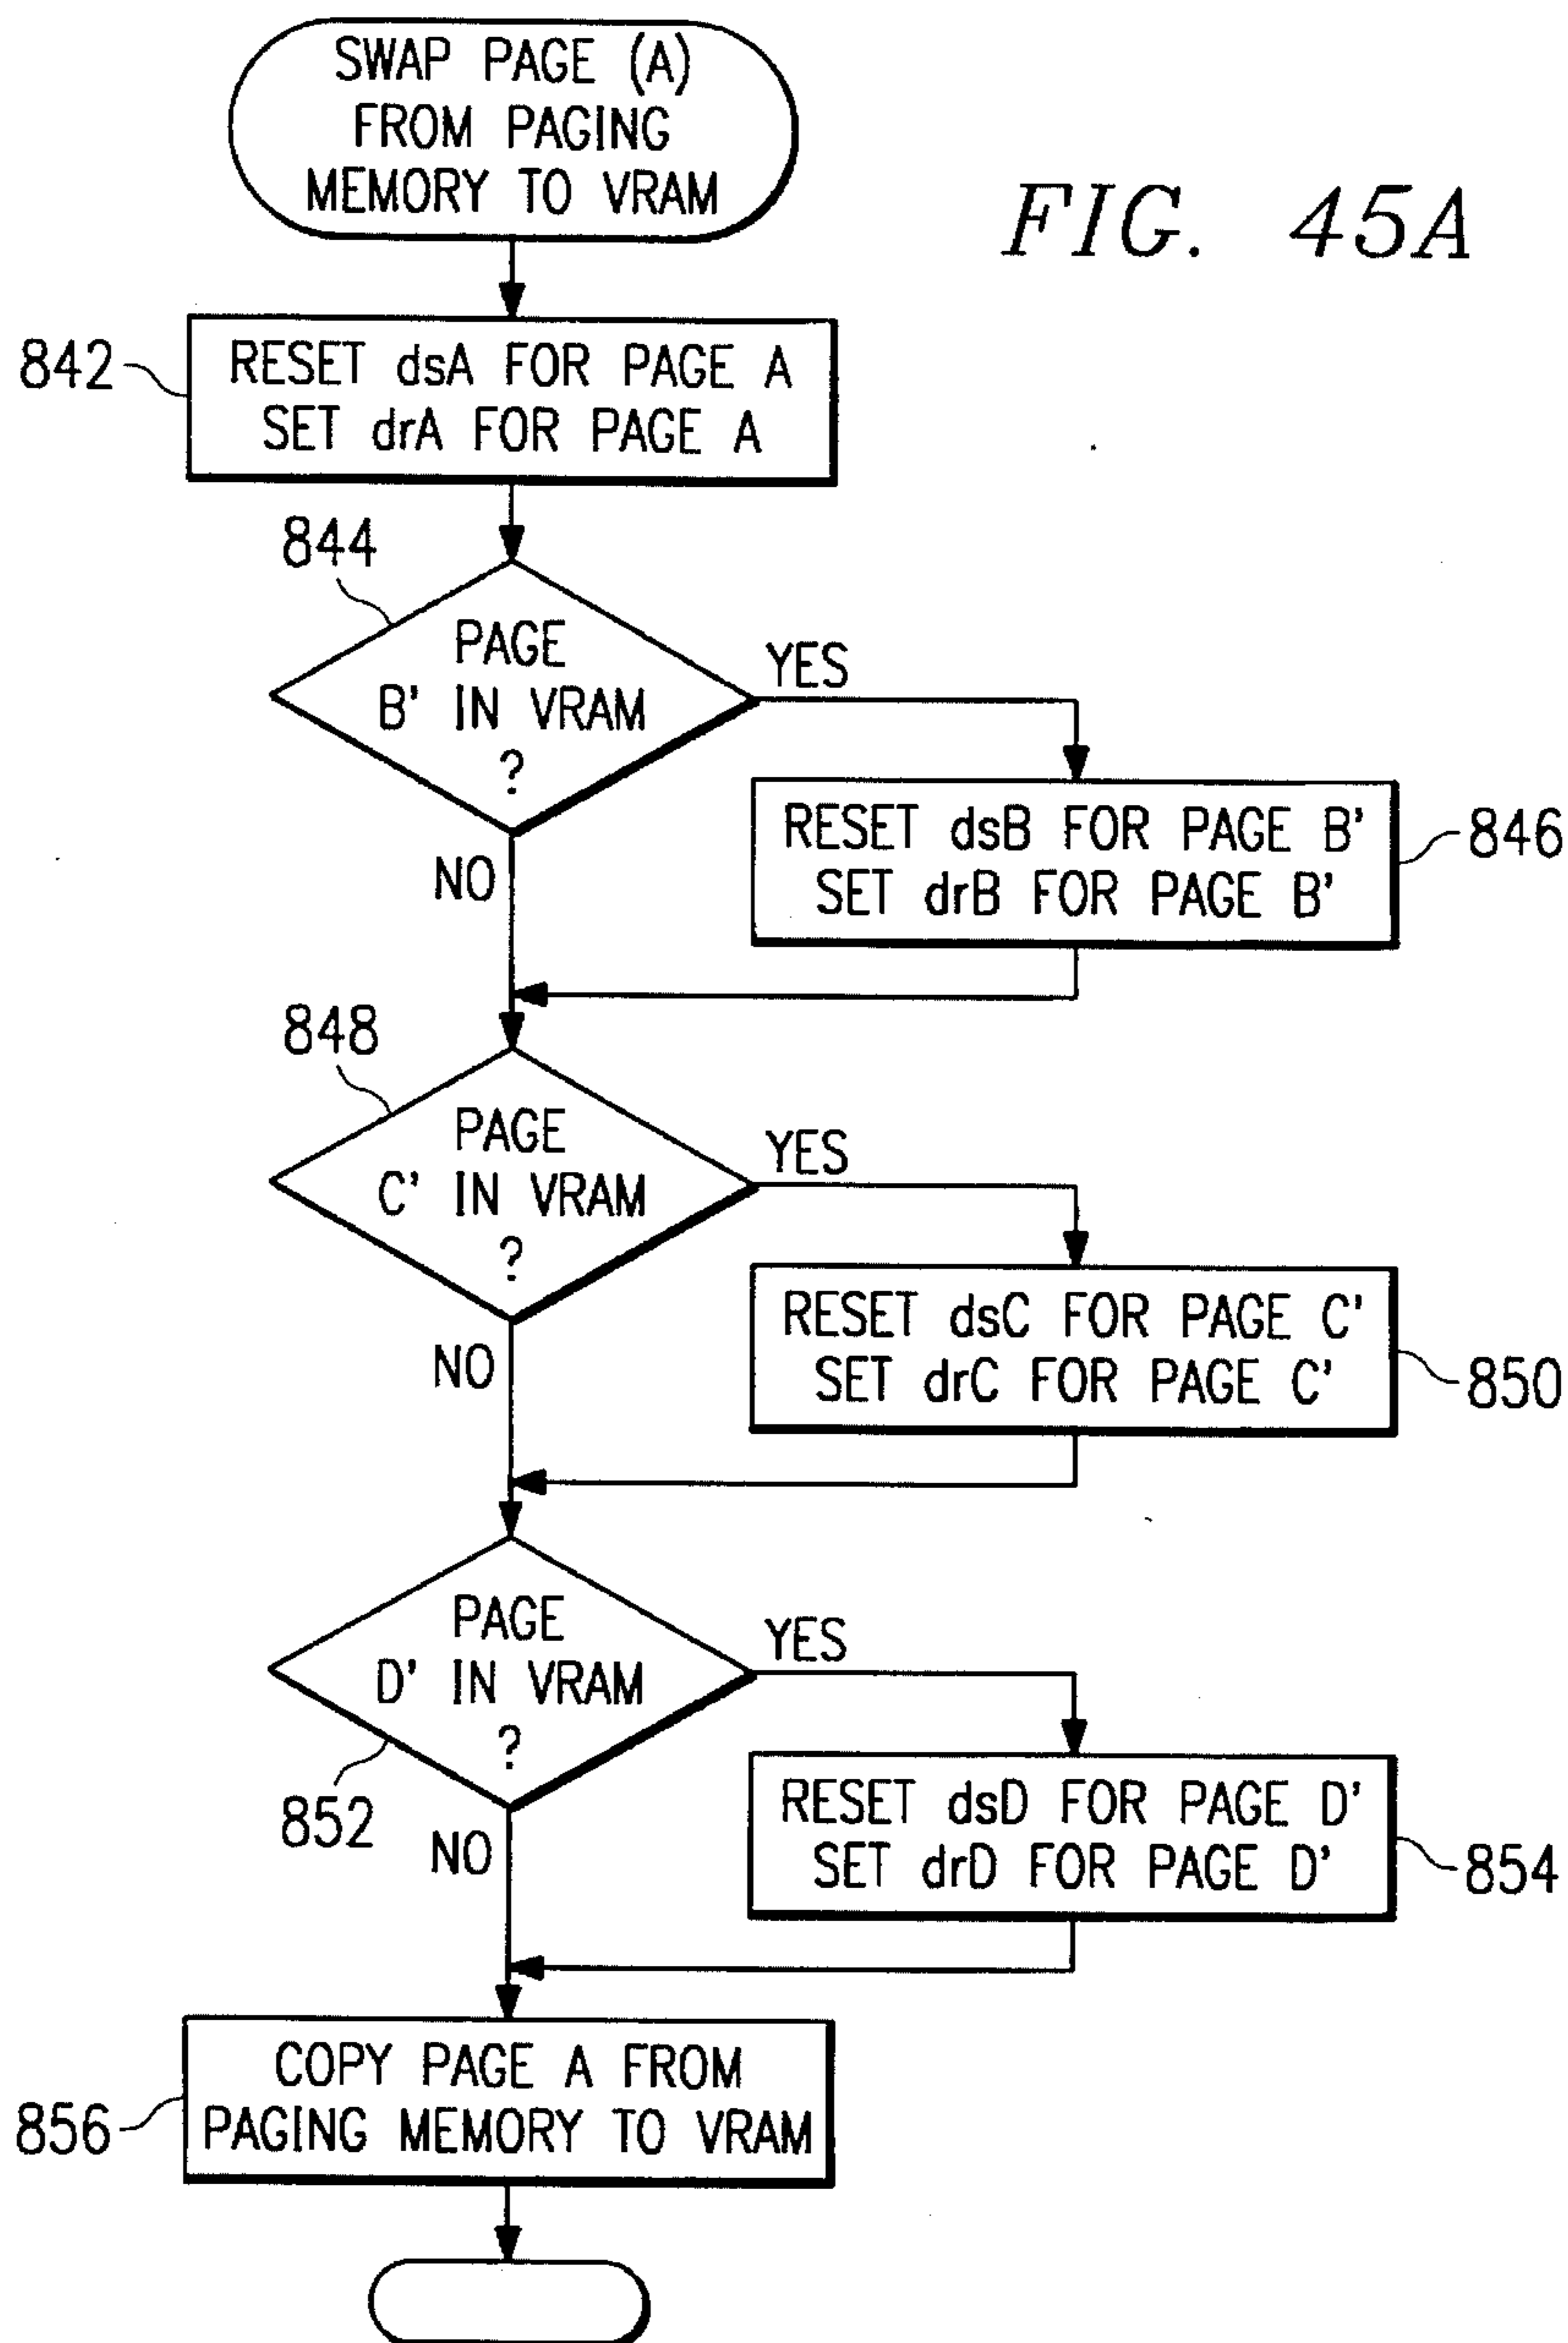 SWAP PAGE (A)
FROM PAGING
MEMORY TO VRAM
FIG. 45A
842
RESET dsA FOR PAGE A
SET drA FOR PAGE A
844
PAGE
B' IN VRAM
?
YES
NO
RESET dsB FOR PAGE B'
SET drB FOR PAGE B'
846
848
PAGE
C' IN VRAM
?
YES
NO
RESET dsC FOR PAGE C'
SET drC FOR PAGE C'
850
PAGE
D' IN VRAM
?
YES
852
NO
RESET dsD FOR PAGE D'
SET drD FOR PAGE D'
854
COPY PAGE A FROM
PAGING MEMORY TO VRAM
856